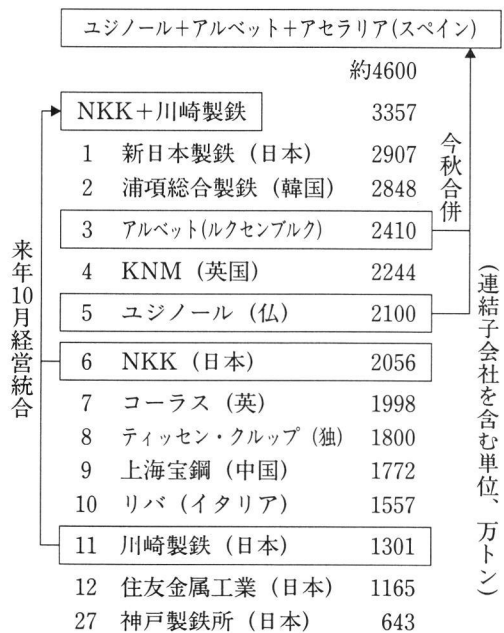 ユジノール＋アルベット＋アセラリア(スペイン)
約4600
NKK＋川崎製鉄 3357
1 新日本製鉄（日本） 2907
2 浦項総合製鉄（韓国） 2848
3 アルベット(ルクセンブルク) 2410
4 KNM（英国） 2244
5 ユジノール（仏） 2100
6 NKK（日本） 2056
7 コーラス（英） 1998
8 ティッセン・クルップ（独） 1800
9 上海宝鋼（中国） 1772
10 リバ（イタリア） 1557
11 川崎製鉄（日本） 1301
12 住友金属工業（日本） 1165
27 神戸製鉄所（日本） 643
今秋合併
来年10月経営統合
(連結子会社を含む単位、万トン)